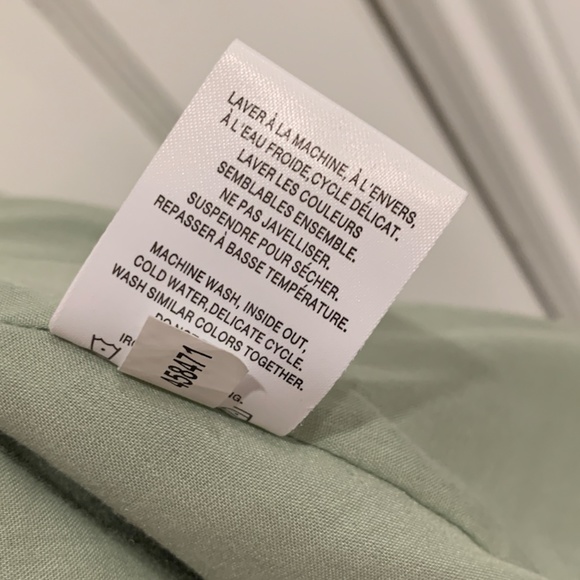 LAVER À LA MACHINE, À L'ENVERS,
À L'EAU FROIDE, CYCLE DÉLICAT.
LAVER LES COULEURS
SEMBLABLES ENSEMBLE.
NE PAS JAVELLISER.
SUSPENDRE POUR SÉCHER.
REPASSER À BASSE TEMPÉRATURE.
MACHINE WASH, INSIDE OUT,
COLD WATER, DELICATE CYCLE.
WASH SIMILAR COLORS TOGETHER.
458471